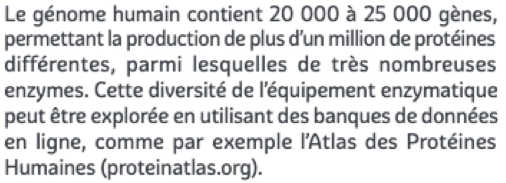 Le génome humain contient 20 000 à 25 000 gènes,
permettant la production de plus d'un million de protéines
différentes, parmi lesquelles de très nombreuses
enzymes. Cette diversité de l'équipement enzymatique
peut être explorée en utilisant des banques de données
en ligne, comme par exemple l'Atlas des Protéines
Humaines (proteinatlas.org).